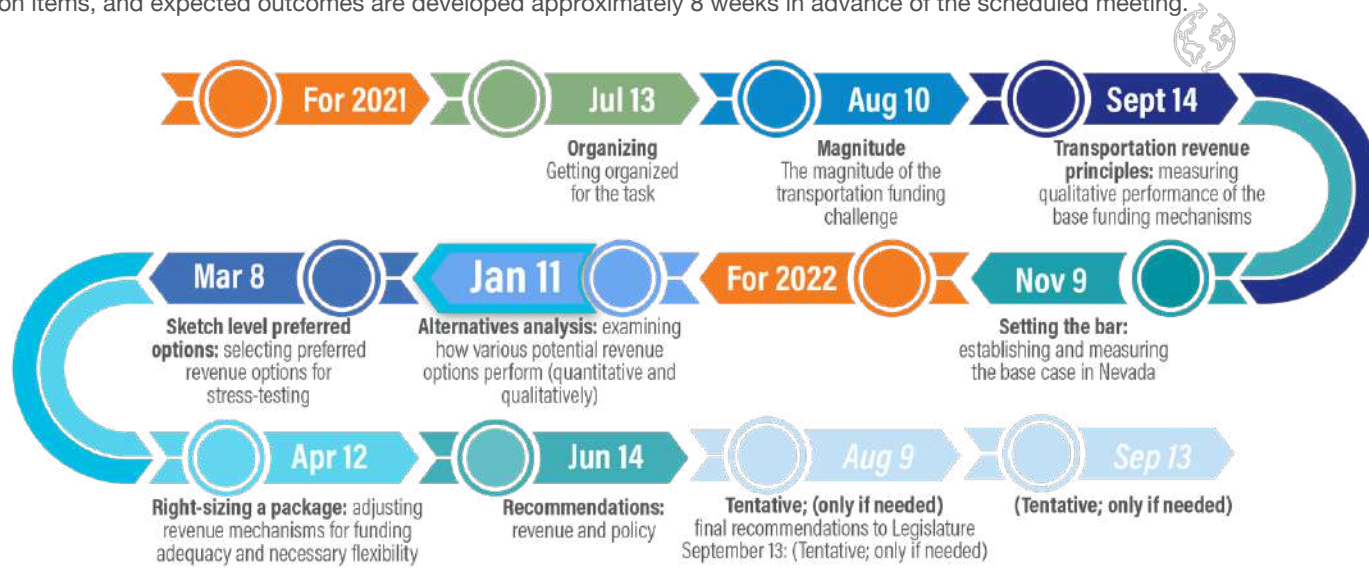 on items, and expected outcomes are developed approximately 8 weeks in advance of the scheduled meeting.
For 2021
Jul 13
Organizing
Getting organized
for the task
Aug 10
Magnitude
The magnitude of the
transportation funding
challenge
Sept 14
Transportation revenue
principles: measuring
qualitative performance of the
base funding mechanisms
Nov 9
Setting the bar:
establishing and measuring
the base case in Nevada
For 2022
Jan 11
Alternatives analysis: examining
how various potential revenue
options perform (quantitative and
qualitatively)
Mar 8
Sketch level preferred
options: selecting preferred
revenue options for
stress-testing
Apr 12
Right-sizing a package: adjusting
revenue mechanisms for funding
adequacy and necessary flexibility
Jun 14
Recommendations:
revenue and policy
Aug 9
Tentative; (only if needed)
final recommendations to Legislature
September 13: (Tentative; only if needed)
Sep 13
(Tentative; only if needed)